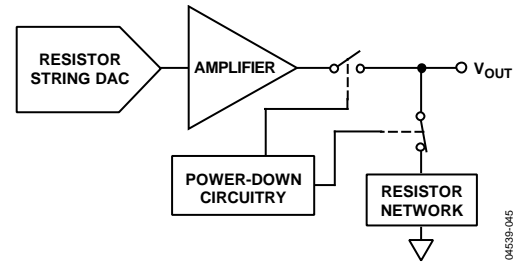 RESISTOR
STRING DAC
AMPLIFIER
VOUT
POWER-DOWN
CIRCUITRY
RESISTOR
NETWORK
04539-045